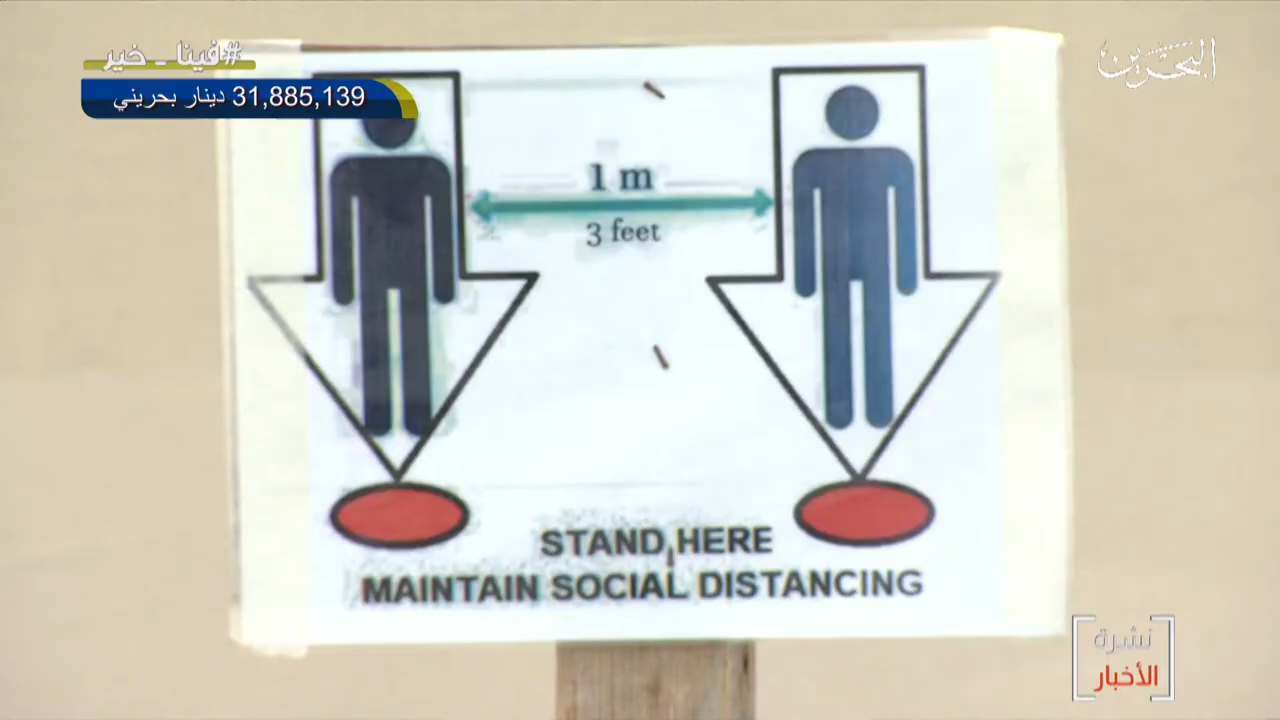 #فينا_خير
البحرين
31,885,139 دينار بحريني
1 m
3 feet
STAND HERE
MAINTAIN SOCIAL DISTANCING
نشرة
الأخبار